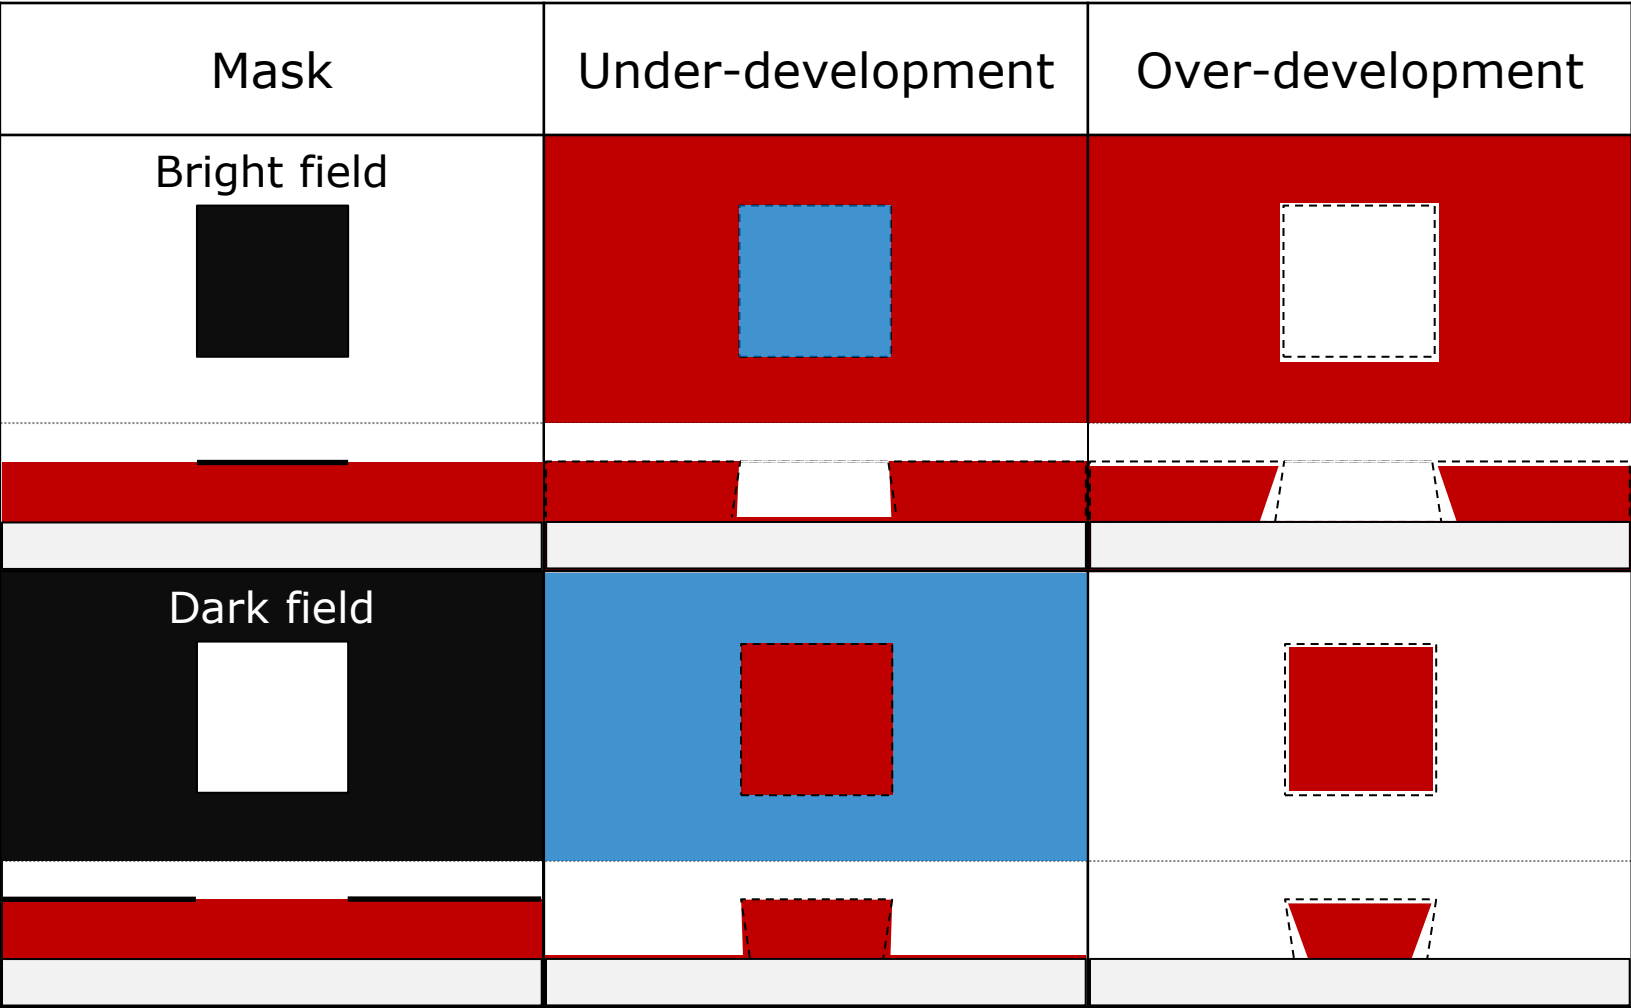 Mask
Under-development
Over-development
Bright field
Dark field